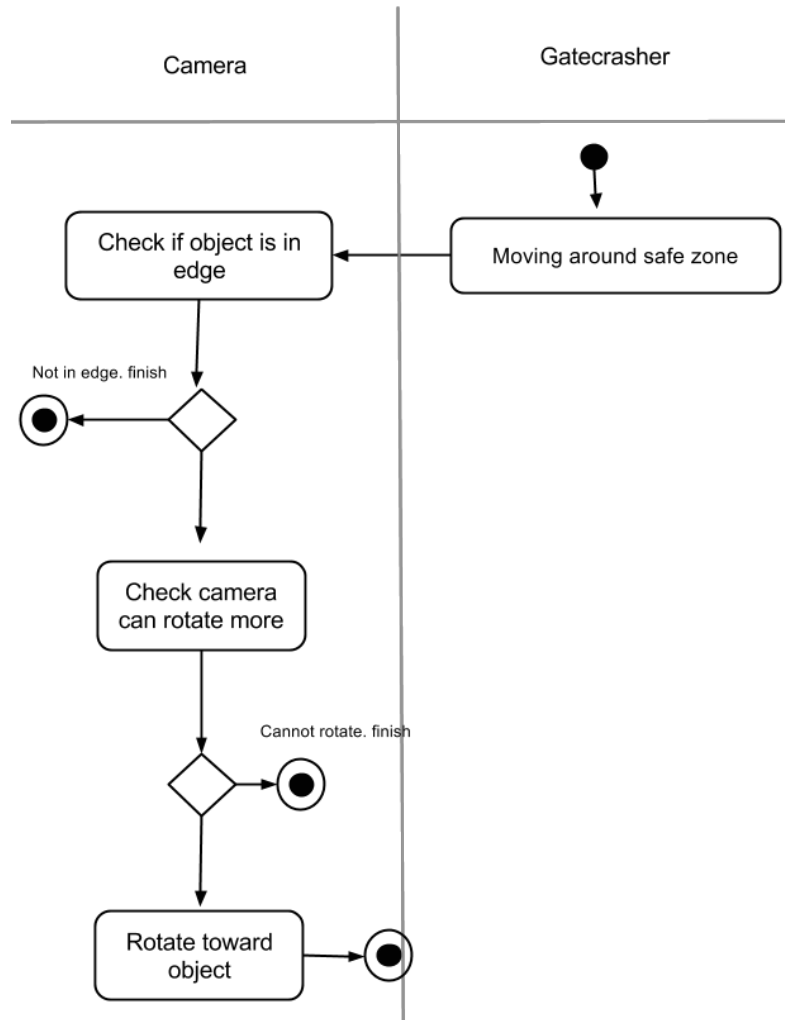 Camera
Gatecrasher
Check if object is in
edge
Moving around safe zone
Not in edge. finish
Check camera
can rotate more
Cannot rotate. finish
Rotate toward
object